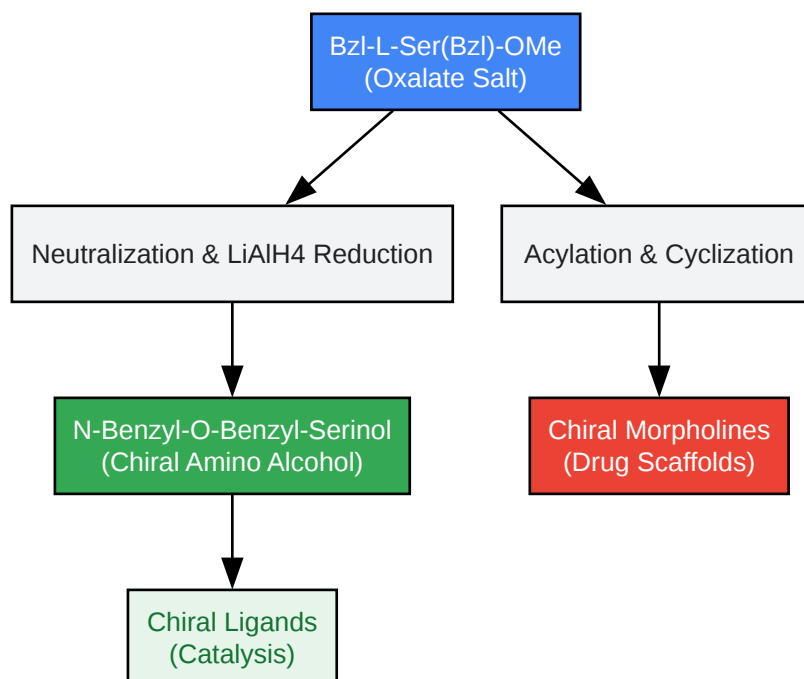 Bzl-L-Ser(Bzl)-OMe
(Oxalate Salt)
Neutralization & LiAlH4 Reduction
Acylation & Cyclization
N-Benzyl-O-Benzyl-Serinol
(Chiral Amino Alcohol)
Chiral Morpholines
(Drug Scaffolds)
Chiral Ligands
(Catalysis)